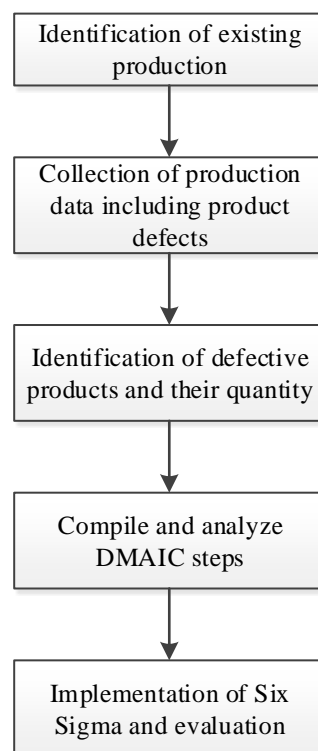 Identification of existing
production
Collection of production
data including product
defects
Identification of defective
products and their quantity
Compile and analyze
DMAIC steps
Implementation of Six
Sigma and evaluation